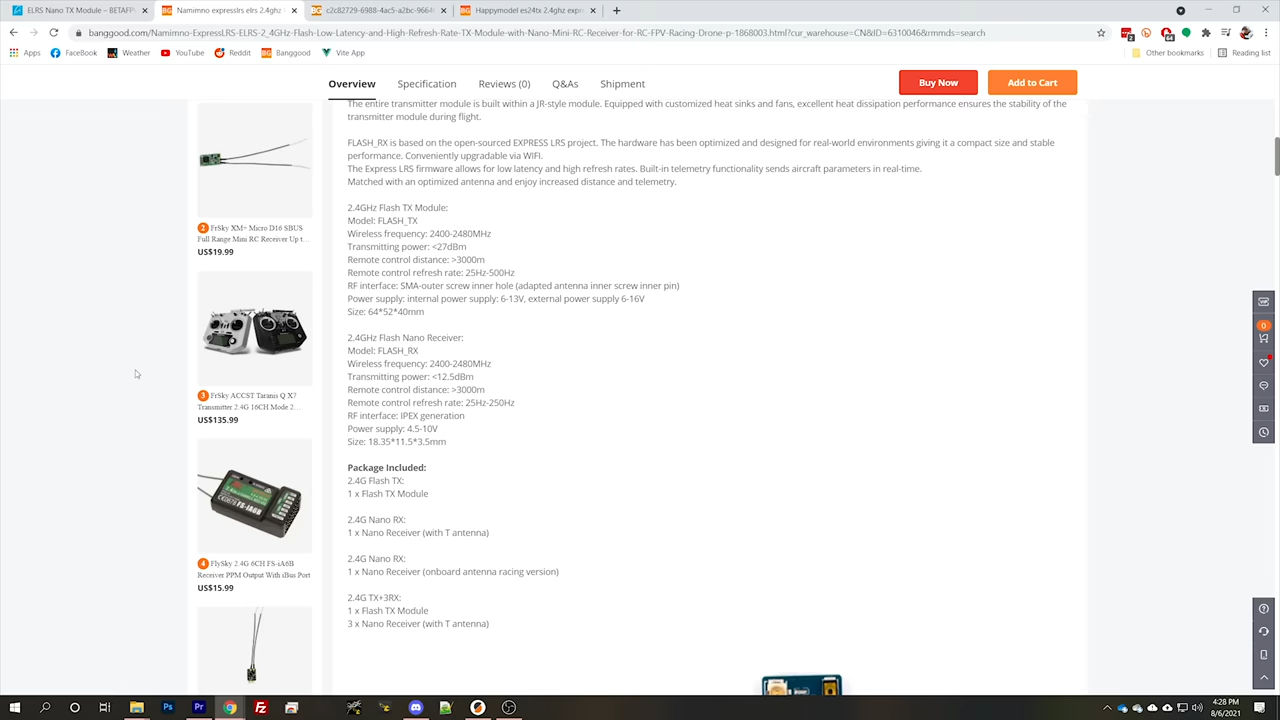 ELRS Nano TX Module – BETAFPV
Namimno expresslrs elrs 2.4ghz
c2c82729-6988-4ac5-a2bc-9664
Happymodel es24tx 2.4ghz expr
banggood.com/Namimno-ExpressLRS-ELRS-2_4GHz-Flash-Low-Latency-and-High-Refresh-Rate-TX-Module-with-Nano-Mini-RC-Receiver-for-RC-FPV-Racing-Drone-p-1868003.html?cur_warehouse=CN&ID=6310046&rmmds=search
Apps FaceBook Weather YouTube Reddit Banggood Vite App Other bookmarks Reading list
Overview Specification Reviews (0) Q&As Shipment Buy Now Add to Cart
The entire transmitter module is built within a JR-style module. Equipped with customized heat sinks and fans, excellent heat dissipation performance ensures the stability of the
transmitter module during flight.
FLASH_RX is based on the open-sourced EXPRESS LRS project. The hardware has been optimized and designed for real-world environments giving it a compact size and stable
performance. Conveniently upgradable via WIFI.
The Express LRS firmware allows for low latency and high refresh rates. Built-in telemetry functionality sends aircraft parameters in real-time.
Matched with an optimized antenna and enjoy increased distance and telemetry.
2.4GHz Flash TX Module:
Model: FLASH_TX
Wireless frequency: 2400-2480MHz
Transmitting power: <27dBm
Remote control distance: >3000m
Remote control refresh rate: 25Hz-500Hz
RF interface: SMA-outer screw inner hole (adapted antenna inner screw inner pin)
Power supply: internal power supply: 6-13V, external power supply 6-16V
Size: 64*52*40mm
2.4GHz Flash Nano Receiver:
Model: FLASH_RX
Wireless frequency: 2400-2480MHz
Transmitting power: <12.5dBm
Remote control distance: >3000m
Remote control refresh rate: 25Hz-250Hz
RF interface: IPEX generation
Power supply: 4.5-10V
Size: 18.35*11.5*3.5mm
Package Included:
2.4G Flash TX:
1 x Flash TX Module
2.4G Nano RX:
1 x Nano Receiver (with T antenna)
2.4G Nano RX:
1 x Nano Receiver (onboard antenna racing version)
2.4G TX+3RX:
1 x Flash TX Module
3 x Nano Receiver (with T antenna)
2 FrSky XM+ Micro D16 SBUS
Full Range Mini RC Receiver Up t...
US$19.99
3 FrSky ACCST Taranis Q X7
Transmitter 2.4G 16CH Mode 2...
US$135.99
4 FlySky 2.4G 6CH FS-iA6B
Receiver PPM Output With iBus Port
US$15.99
0
4:28 PM
8/6/2021